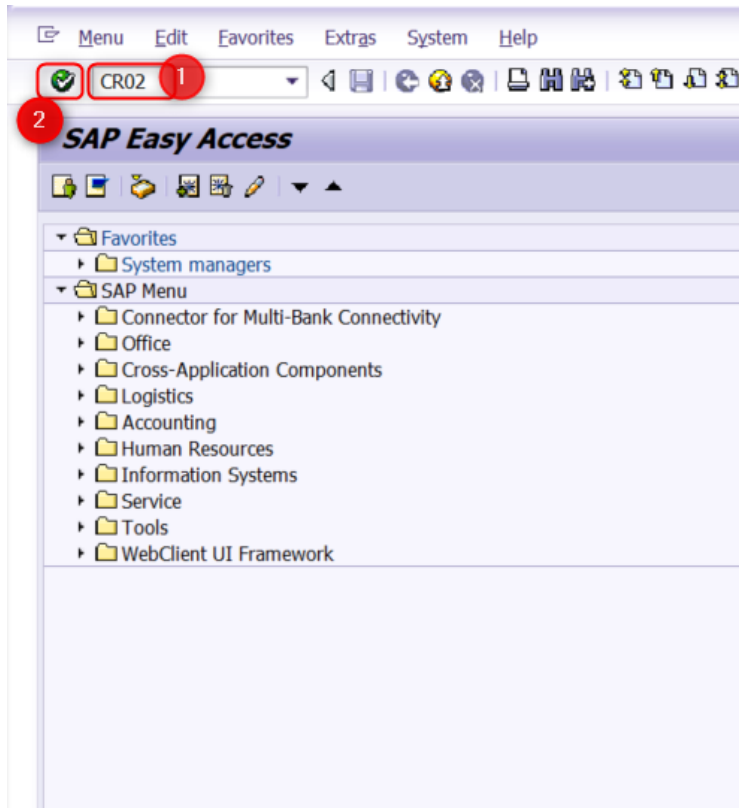 Menu Edit Favorites Extras System Help
CR02 1
2
SAP Easy Access
Favorites
System managers
SAP Menu
Connector for Multi-Bank Connectivity
Office
Cross-Application Components
Logistics
Accounting
Human Resources
Information Systems
Service
Tools
WebClient UI Framework